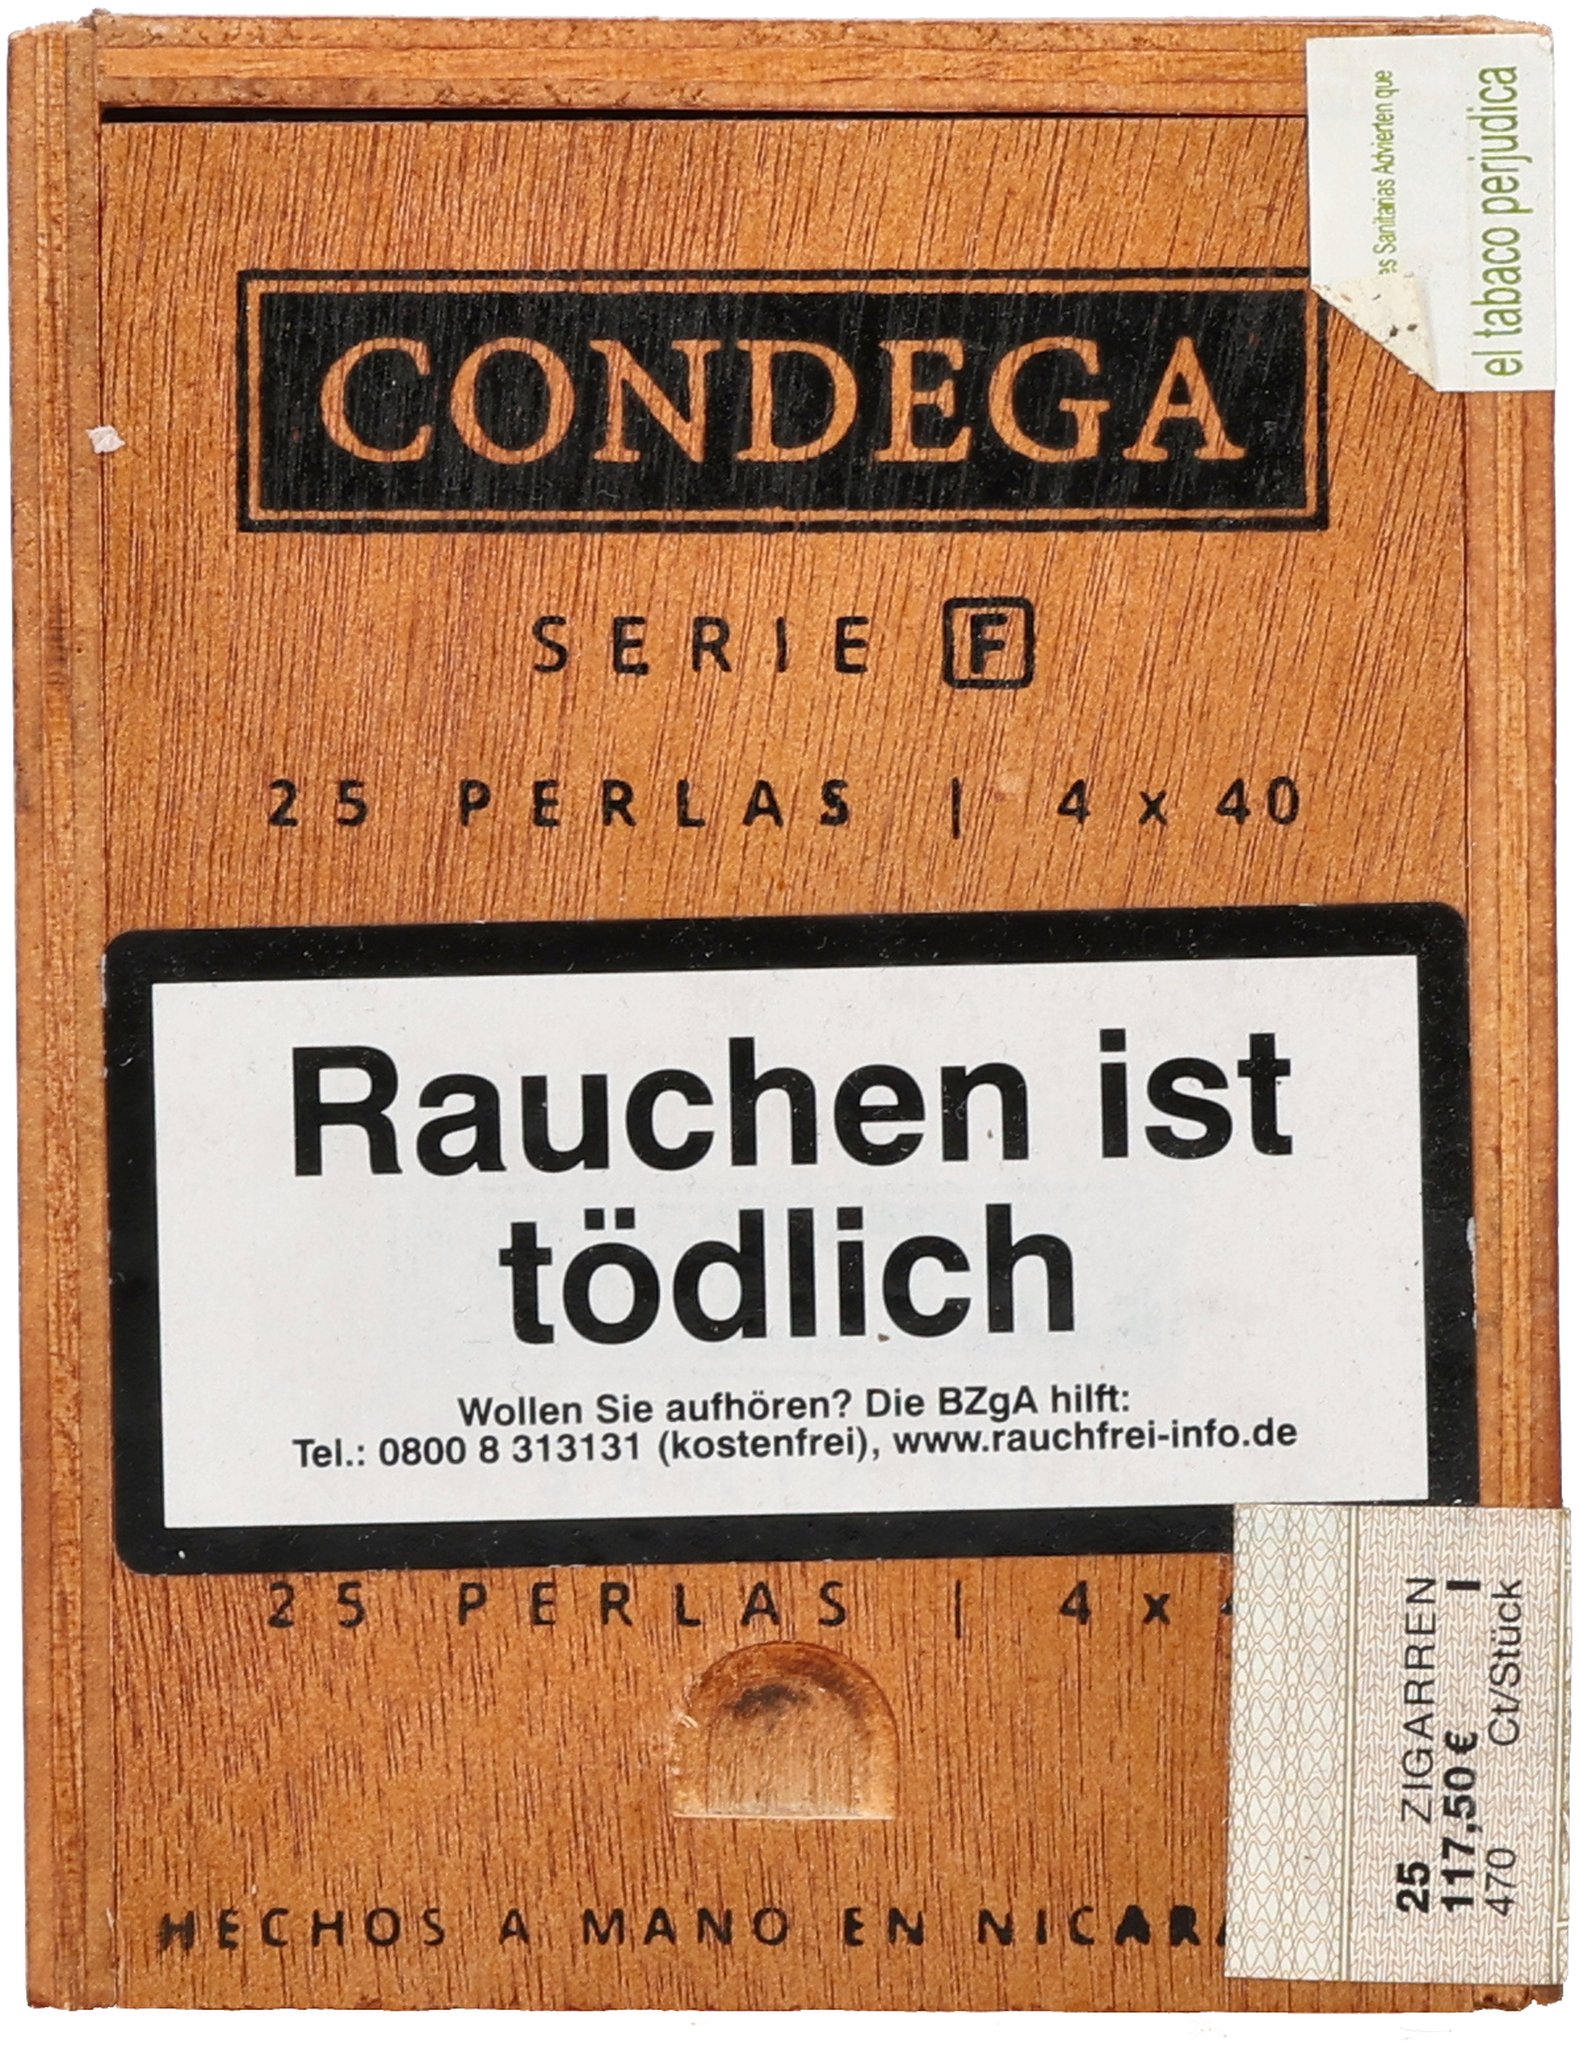 Sanitarias Advierten que
el tabaco perjudica
CONDEGA
SERIE F
25 PERLAS | 4 x 40
Rauchen ist
tödlich
Wollen Sie aufhören? Die BZgA hilft:
Tel.: 0800 8 313131 (kostenfrei), www.rauchfrei-info.de
25 PERLAS | 4 x
HECHOS A MANO EN
25 ZIGARREN
117,50 €
470 Ct/Stück